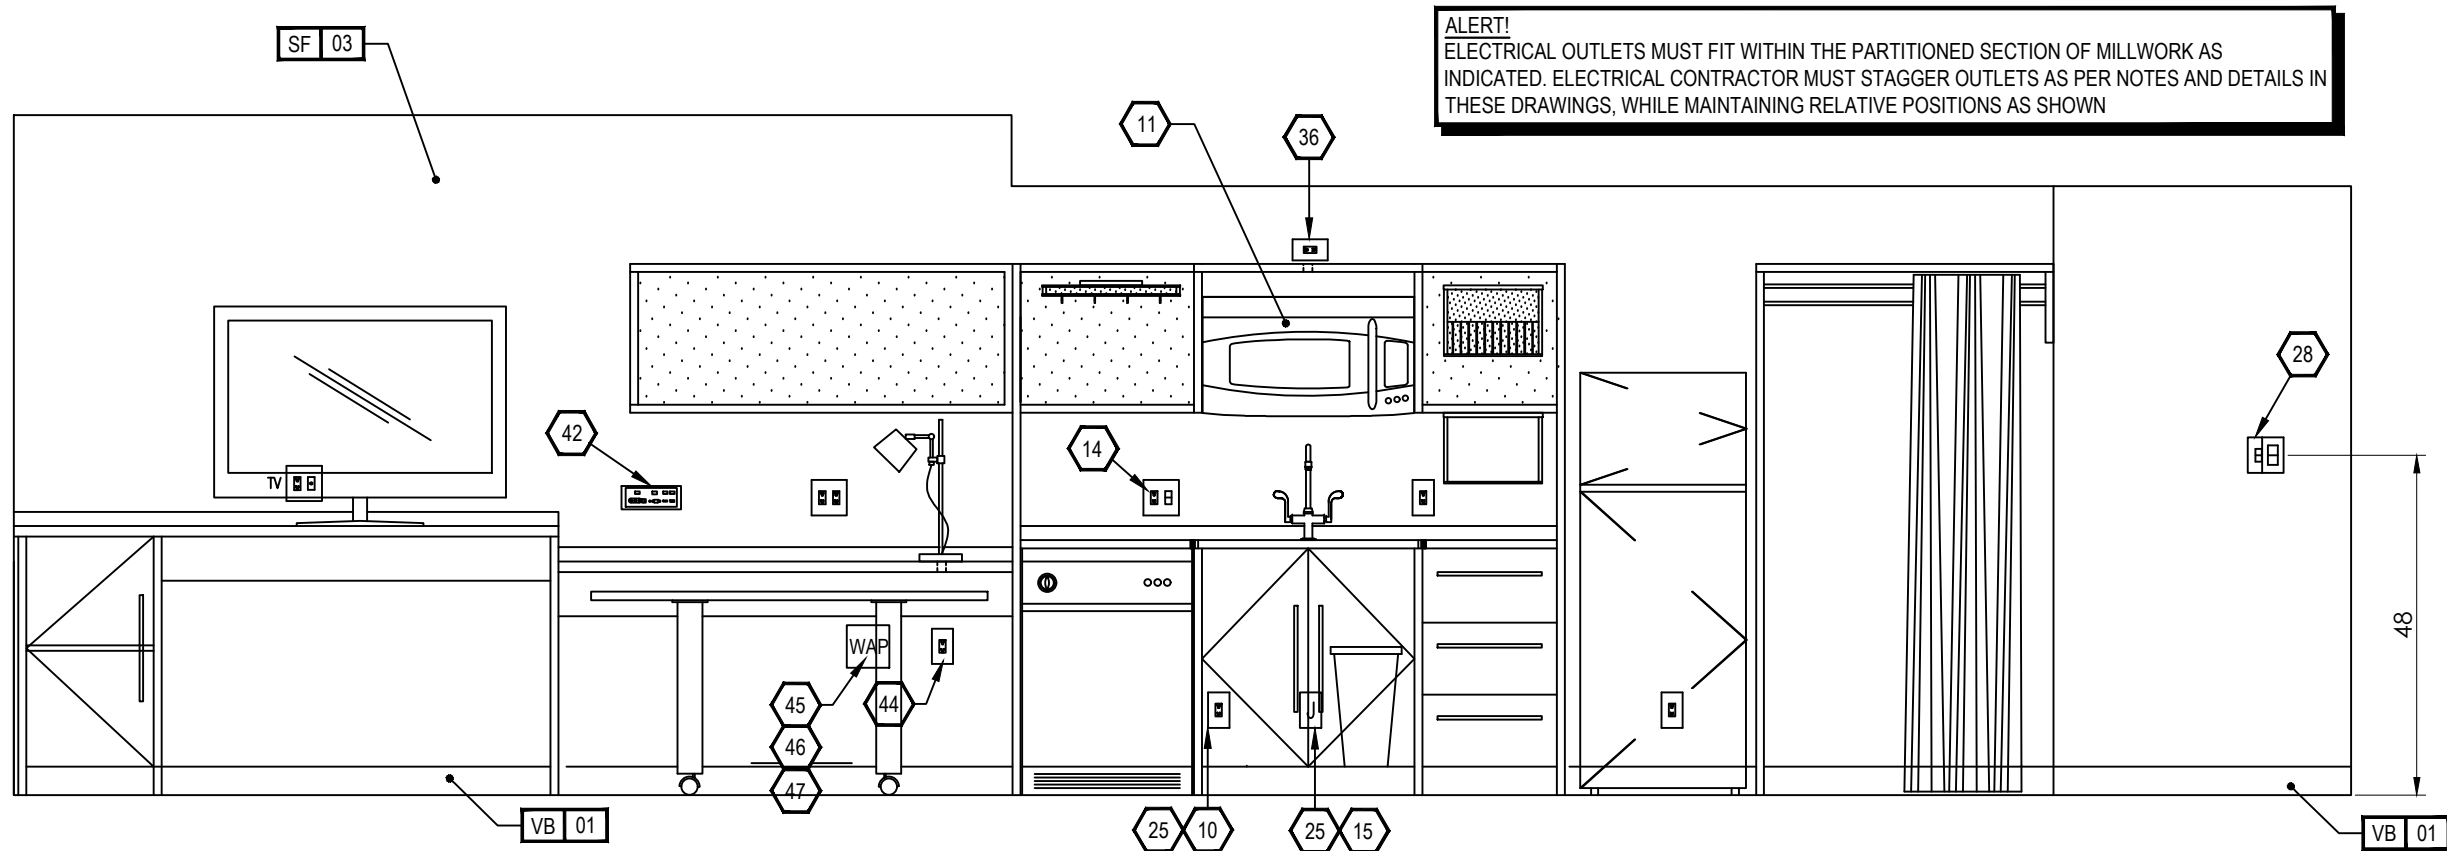 ALERT!
ELECTRICAL OUTLETS MUST FIT WITHIN THE PARTITIONED SECTION OF MILLWORK AS
INDICATED. ELECTRICAL CONTRACTOR MUST STAGGER OUTLETS AS PER NOTES AND DETAILS IN
THESE DRAWINGS, WHILE MAINTAINING RELATIVE POSITIONS AS SHOWN
SF 03
11
36
28
42
14
TV
48
WAP
45
44
46
47
25 10
25 15
VB 01
VB 01